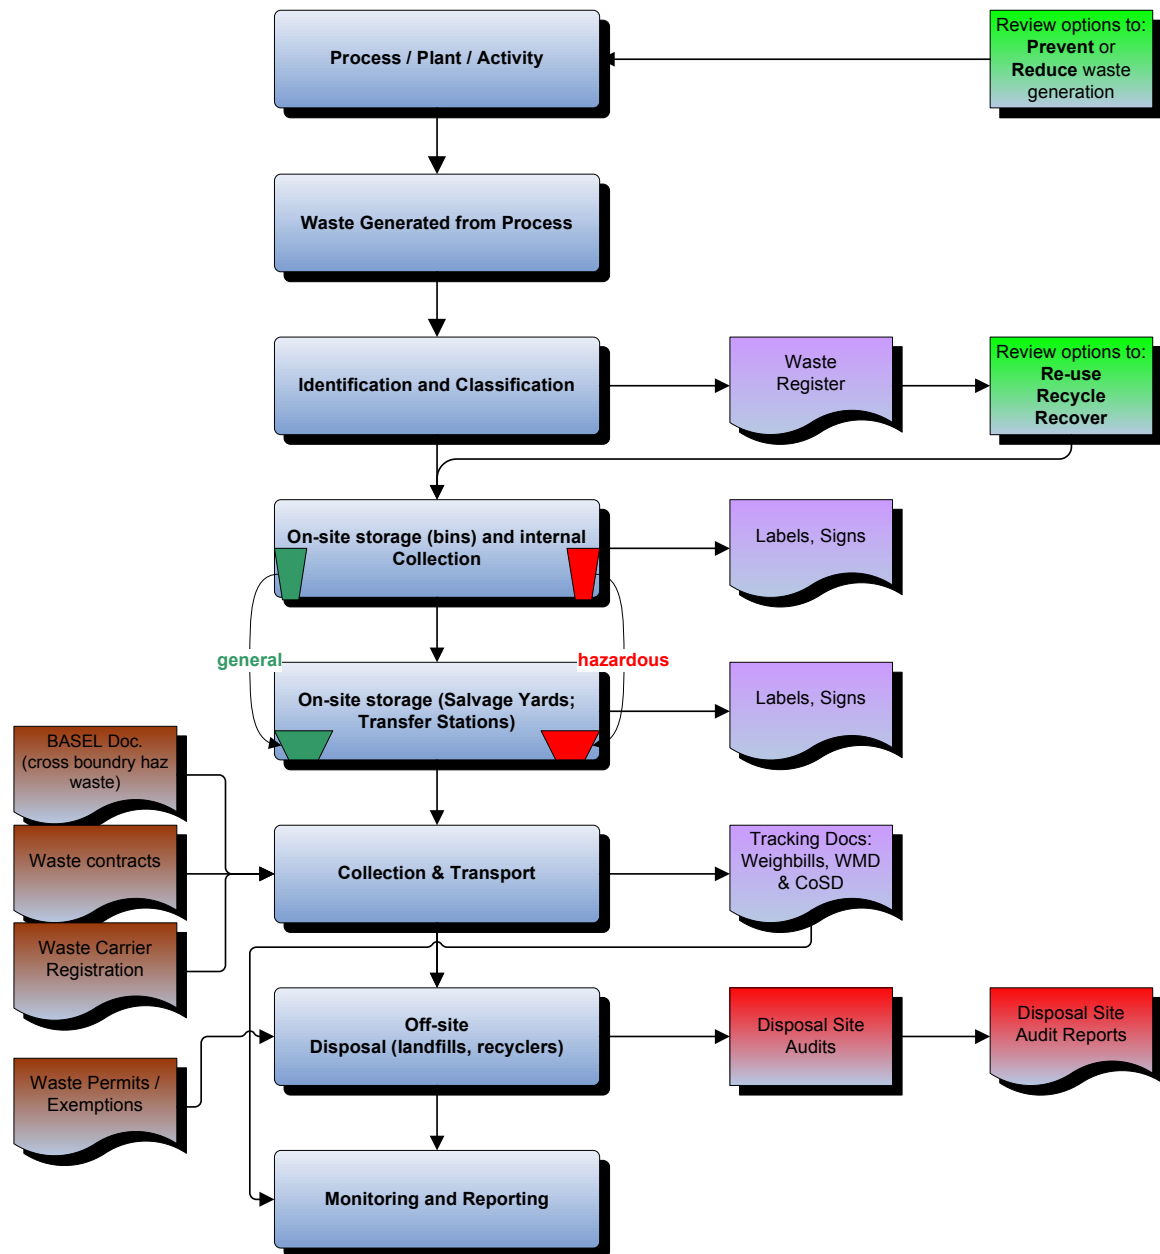 Process / Plant / Activity
Review options to:
Prevent or
Reduce waste
generation
Waste Generated from Process
Identification and Classification
Waste
Register
Review options to:
Re-use
Recycle
Recover
On-site storage (bins) and internal
Collection
Labels, Signs
general
hazardous
On-site storage (Salvage Yards;
Transfer Stations)
Labels, Signs
BASEL Doc.
(cross boundry haz
waste)
Waste contracts
Waste Carrier
Registration
Collection & Transport
Tracking Docs:
Weighbills, WMD
& CoSD
Off-site
Disposal (landfills, recyclers)
Disposal Site
Audits
Disposal Site
Audit Reports
Waste Permits /
Exemptions
Monitoring and Reporting